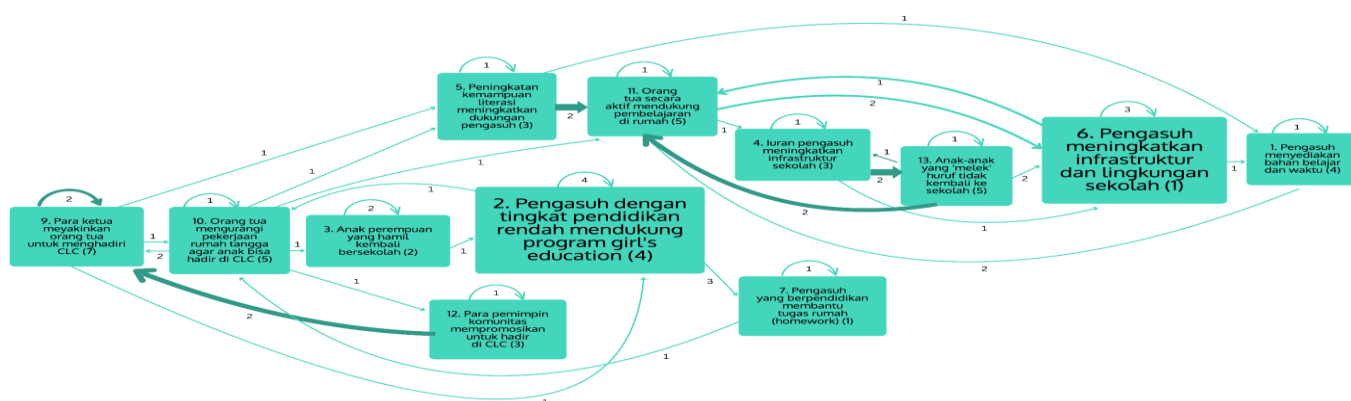 1
1
5. Peningkatan
kemampuan
literasi
meningkatkan
dukungan
pengasuh (3)
2
1
11. Orang
tua secara
aktif mendukung
pembelajaran
di rumah (5)
1
2
1
1
4. Iuran pengasuh
meningkatkan
infrastruktur
sekolah (3)
1
2
1
13. Anak-anak
yang 'melek'
huruf tidak
kembali ke
sekolah (5)
2
3
6. Pengasuh
meningkatkan
infrastruktur
dan lingkungan
sekolah (1)
1
1
1. Pengasuh
menyediakan
bahan belajar
dan waktu (4)
1
1
1
2
1
2
2
9. Para ketua
meyakinkan
orang tua
untuk menghadiri
CLC (7)
1
2
1
10. Orang tua
mengurangi
pekerjaan
rumah tangga
agar anak bisa
hadir di CLC (5)
1
1
2
3. Anak perempuan
yang hamil
kembali
bersekolah (2)
1
4
2. Pengasuh dengan
tingkat pendidikan
rendah mendukung
program girl's
education (4)
3
1
7. Pengasuh
yang berpendidikan
membantu
tugas rumah
(homework) (1)
1
2
1
12. Para pemimpin
komunitas
mempromosikan
untuk hadir
di CLC (3)
1